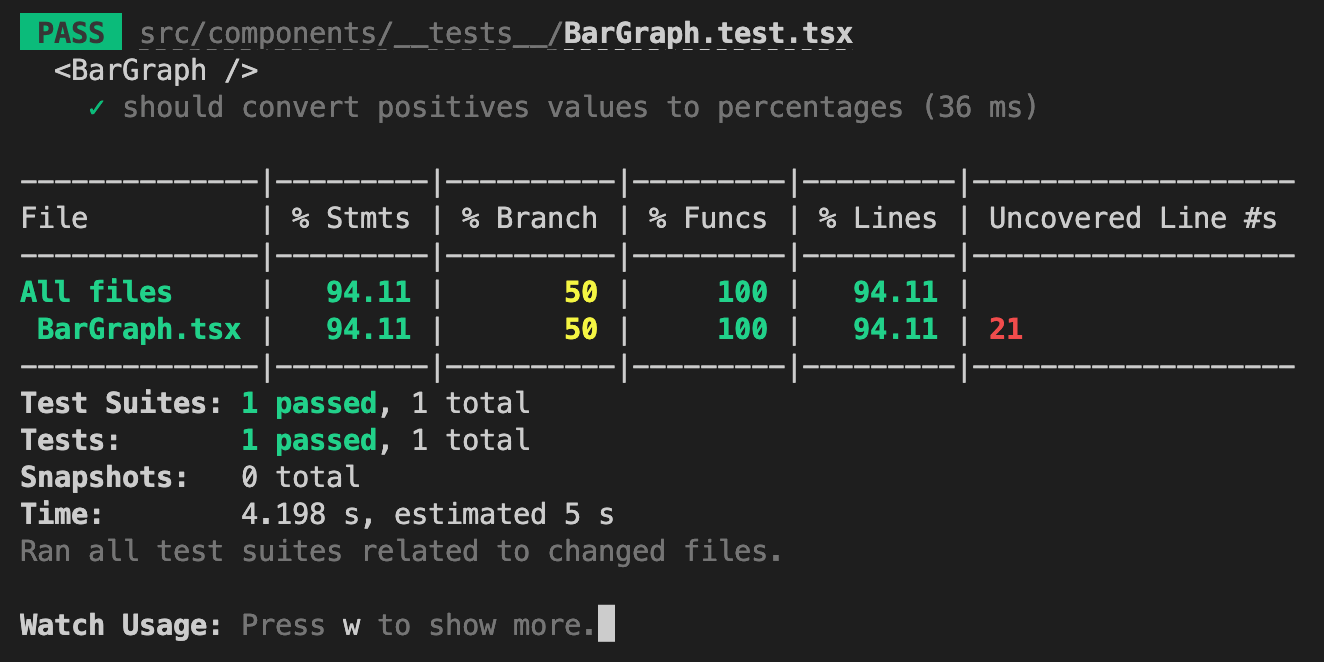 PASS src/components/__tests__/BarGraph.test.tsx
<BarGraph />
✓ should convert positives values to percentages (36 ms)
--------------|---------|----------|---------|---------|-------------------
File          | % Stmts | % Branch | % Funcs | % Lines | Uncovered Line #s
--------------|---------|----------|---------|---------|-------------------
All files     |   94.11 |       50 |     100 |   94.11 |
 BarGraph.tsx |   94.11 |       50 |     100 |   94.11 | 21
--------------|---------|----------|---------|---------|-------------------
Test Suites: 1 passed, 1 total
Tests:       1 passed, 1 total
Snapshots:   0 total
Time:        4.198 s, estimated 5 s
Ran all test suites related to changed files.
Watch Usage: Press w to show more.